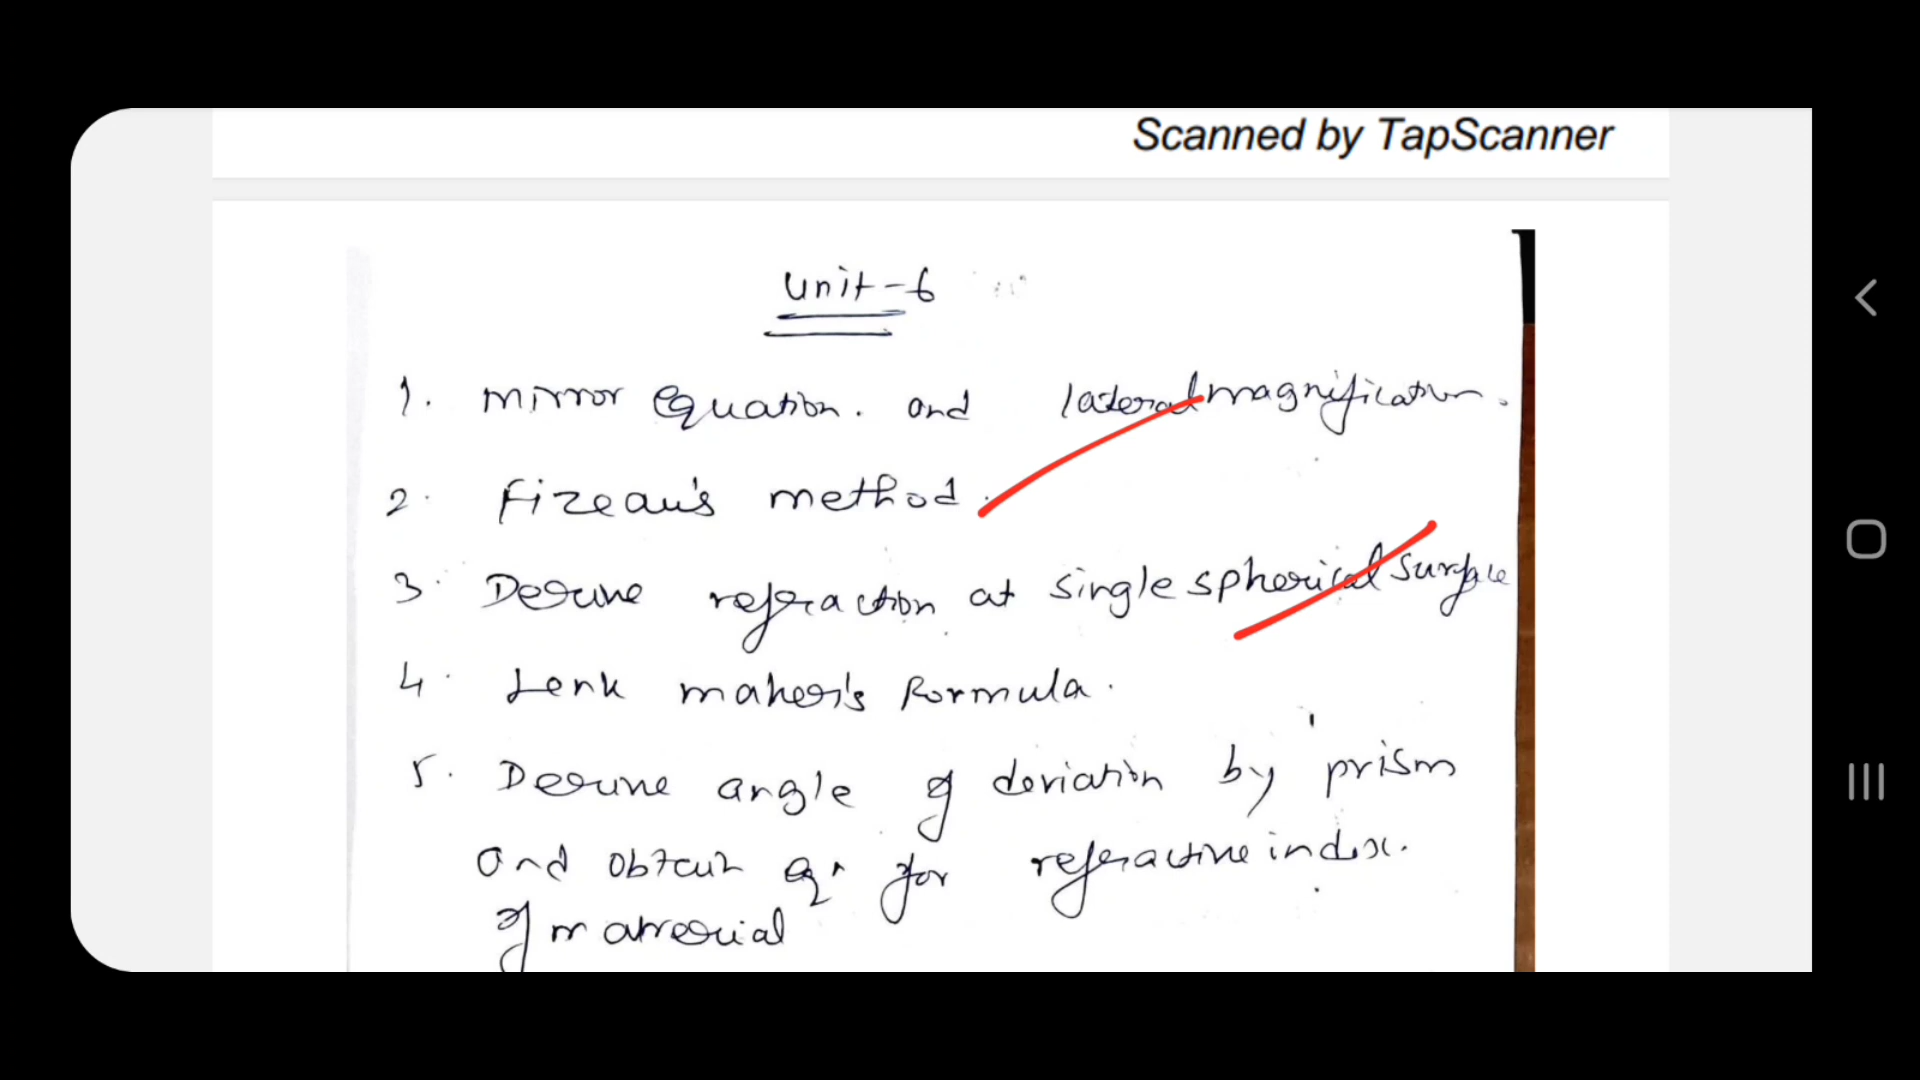 Scanned by TapScanner
Unit-6
1. Mirror equation. and lateral magnification.
2. Fizeau's method.
3. Derive refraction at single spherical surface
4. Lens maker's formula.
5. Derive angle of deviation by prism
and obtain eqn for refractive index.
of material